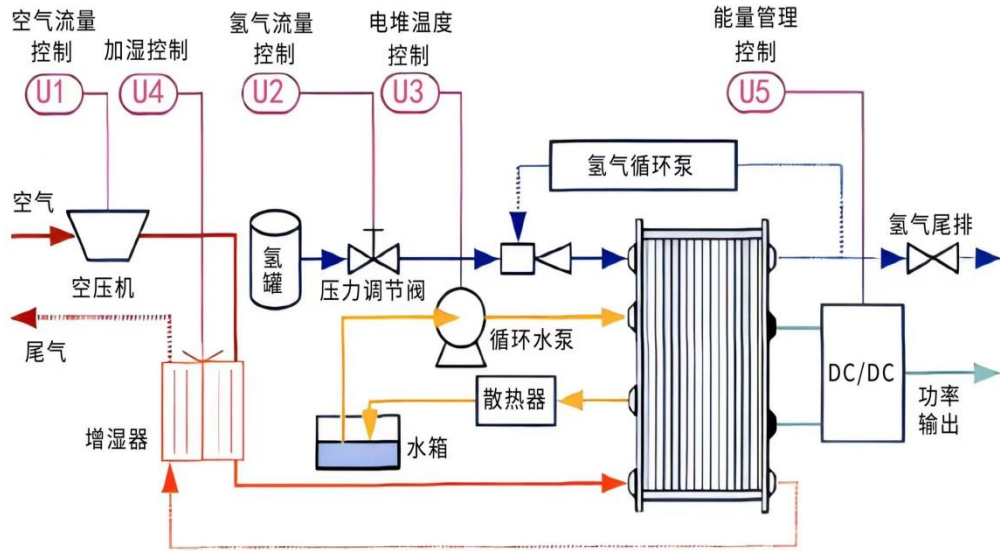 空气流量
控制
U1
加湿控制
U4
氢气流量
控制
U2
电堆温度
控制
U3
能量管理
控制
U5
空气
空压机
尾气
增湿器
氢罐
压力调节阀
氢气循环泵
氢气尾排
循环水泵
散热器
水箱
DC/DC
功率
输出